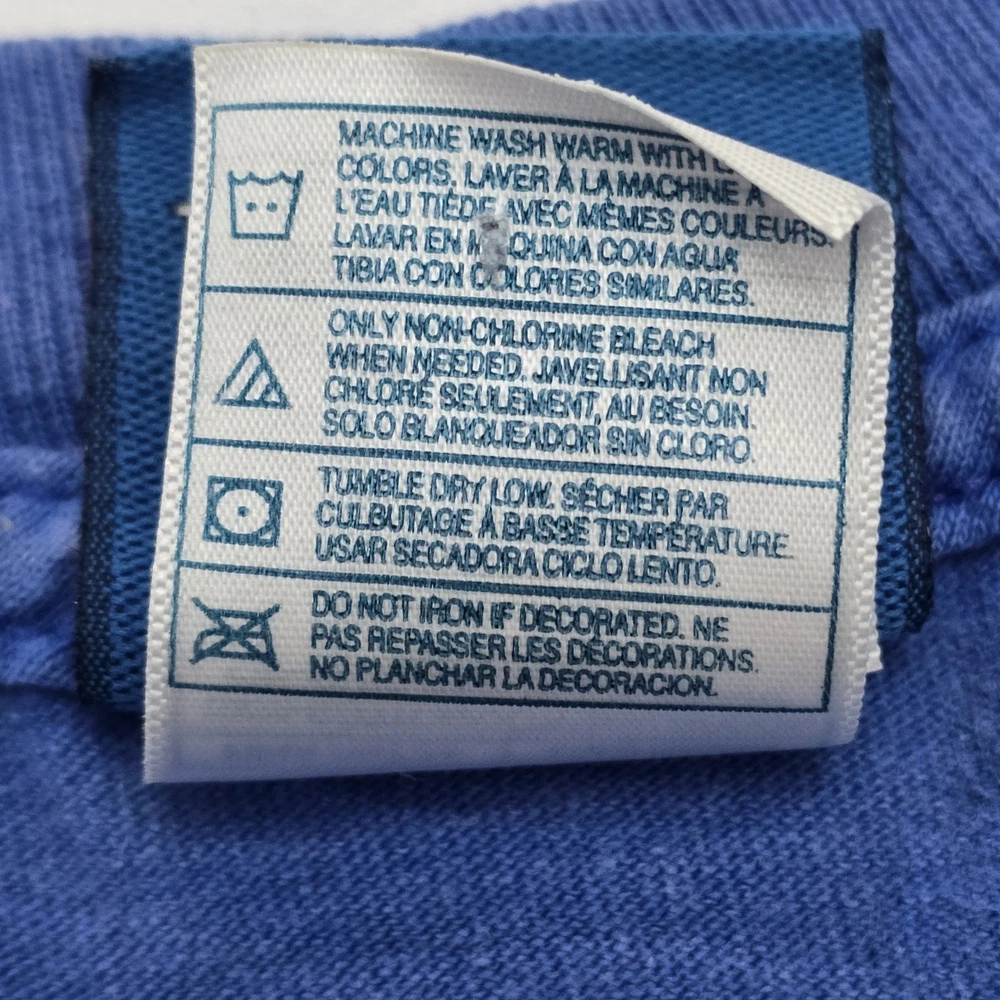 MACHINE WASH WARM WITH
COLORS. LAVER À LA MACHINE À
L'EAU TIÈDE AVEC MÊMES COULEURS.
LAVAR EN MÁQUINA CON AGUA
TIBIA CON COLORES SIMILARES.
ONLY NON-CHLORINE BLEACH
WHEN NEEDED. JAVELLISANT NON
CHLORÉ SEULEMENT, AU BESOIN.
SOLO BLANQUEADOR SIN CLORO.
TUMBLE DRY LOW. SÉCHER PAR
CULBUTAGE À BASSE TEMPÉRATURE.
USAR SECADORA CICLO LENTO.
DO NOT IRON IF DECORATED. NE
PAS REPASSER LES DÉCORATIONS.
NO PLANCHAR LA DECORACION.